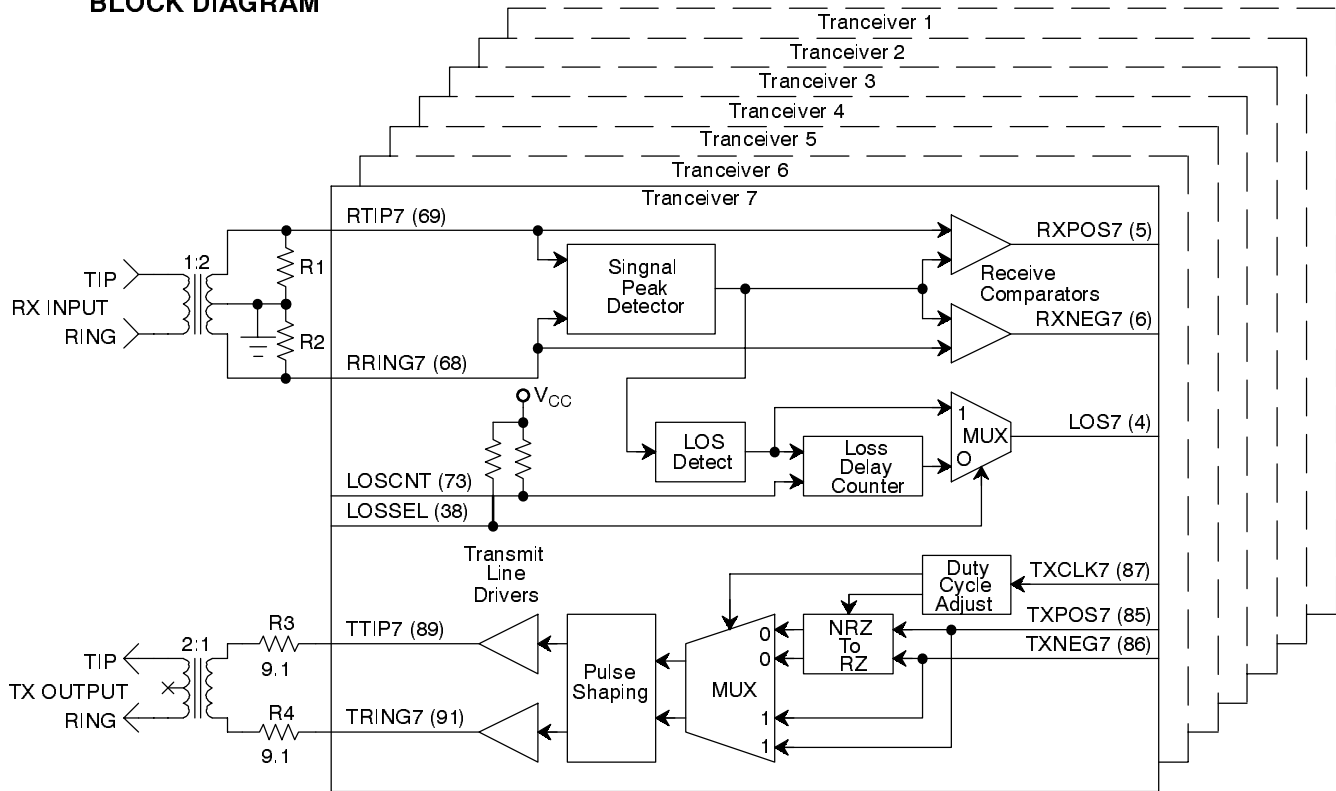 BLOCK DIAGRAM
Tranceiver 1
Tranceiver 2
Tranceiver 3
Tranceiver 4
Tranceiver 5
Tranceiver 6
Tranceiver 7
RTIP7 (69)
RXPOS7 (5)
1:2
R1
TIP
RX INPUT
RING
R2
Singnal
Peak
Detector
Receive
Comparators
RXNEG7 (6)
RRING7 (68)
VCC
LOS
Detect
Loss
Delay
Counter
1
MUX
O
LOS7 (4)
LOSCNT (73)
LOSSEL (38)
Transmit
Line
Drivers
Duty
Cycle
Adjust
TXCLK7 (87)
TXPOS7 (85)
TXNEG7 (86)
R3
9.1
TTIP7 (89)
2:1
TIP
TX OUTPUT
RING
R4
9.1
TRING7 (91)
Pulse
Shaping
MUX
0
0
1
1
NRZ
To
RZ